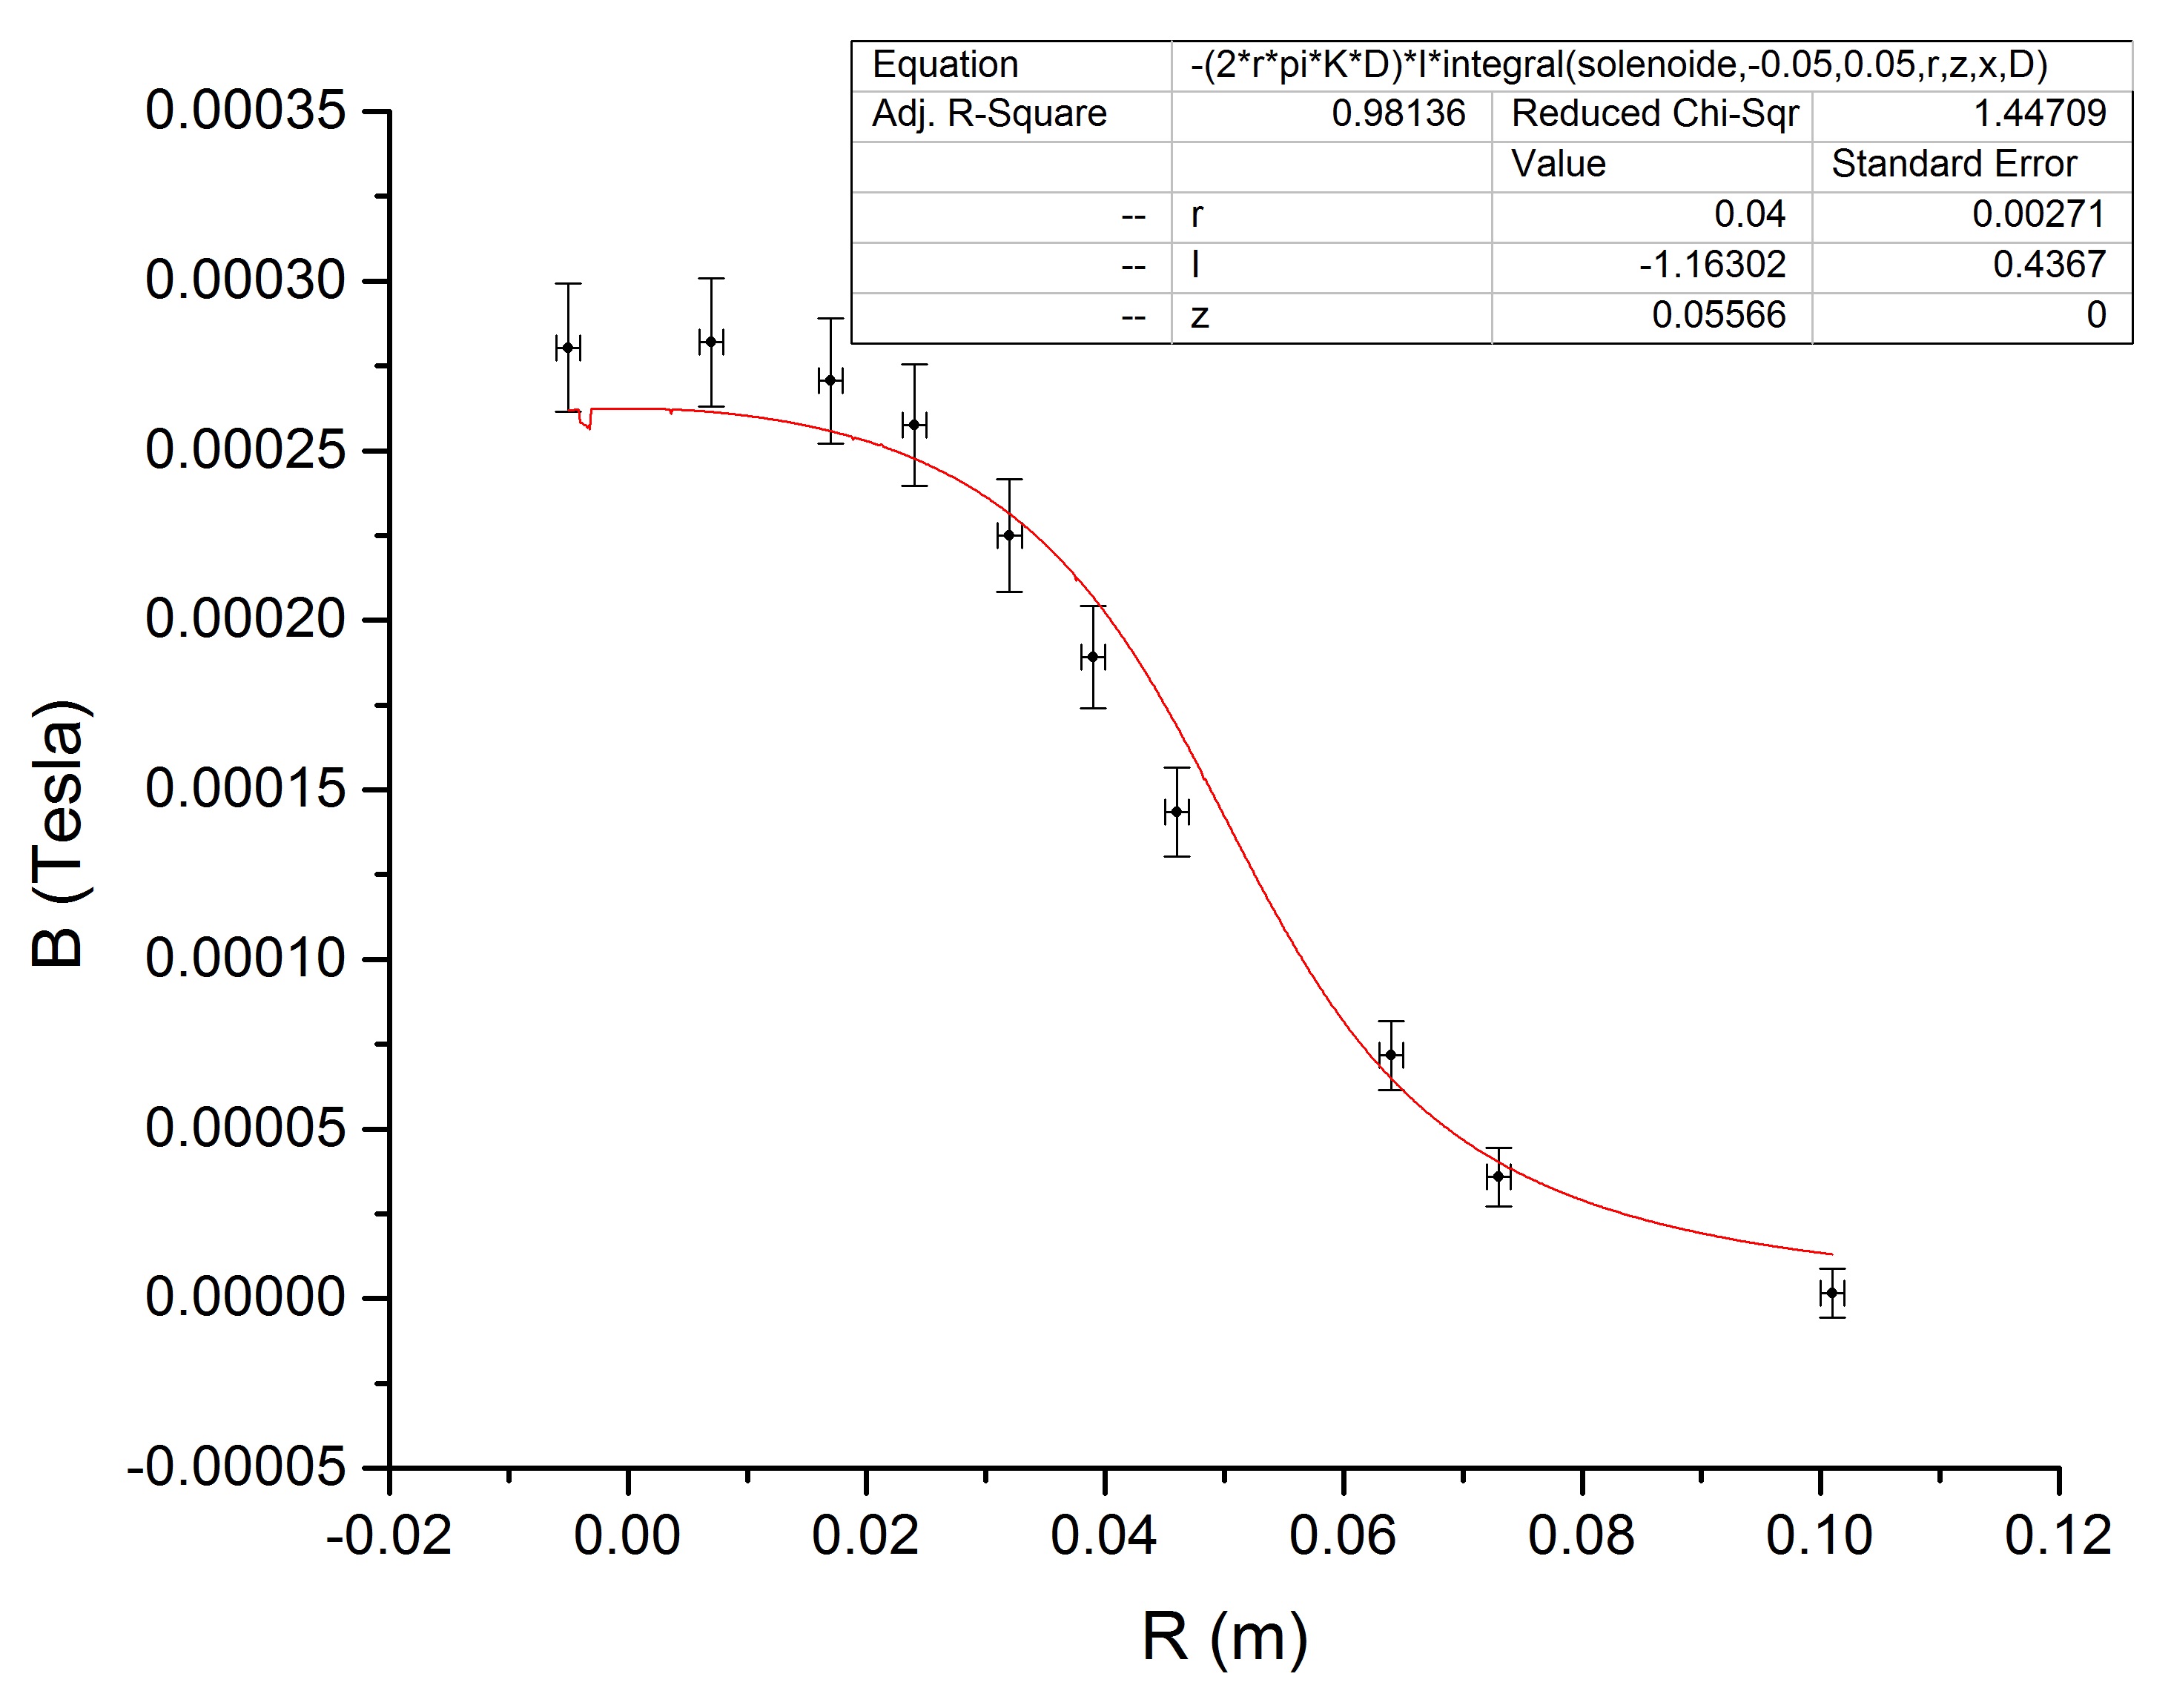 Equation -(2*r*pi*K*D)*I*integral(solenoide,-0.05,0.05,r,z,x,D)
Adj. R-Square 0.98136 Reduced Chi-Sqr 1.44709
Value Standard Error
-- r 0.04 0.00271
-- I -1.16302 0.4367
-- z 0.05566 0
0.00035
0.00030
0.00025
0.00020
0.00015
0.00010
0.00005
0.00000
-0.00005
B (Tesla)
-0.02 0.00 0.02 0.04 0.06 0.08 0.10 0.12
R (m)